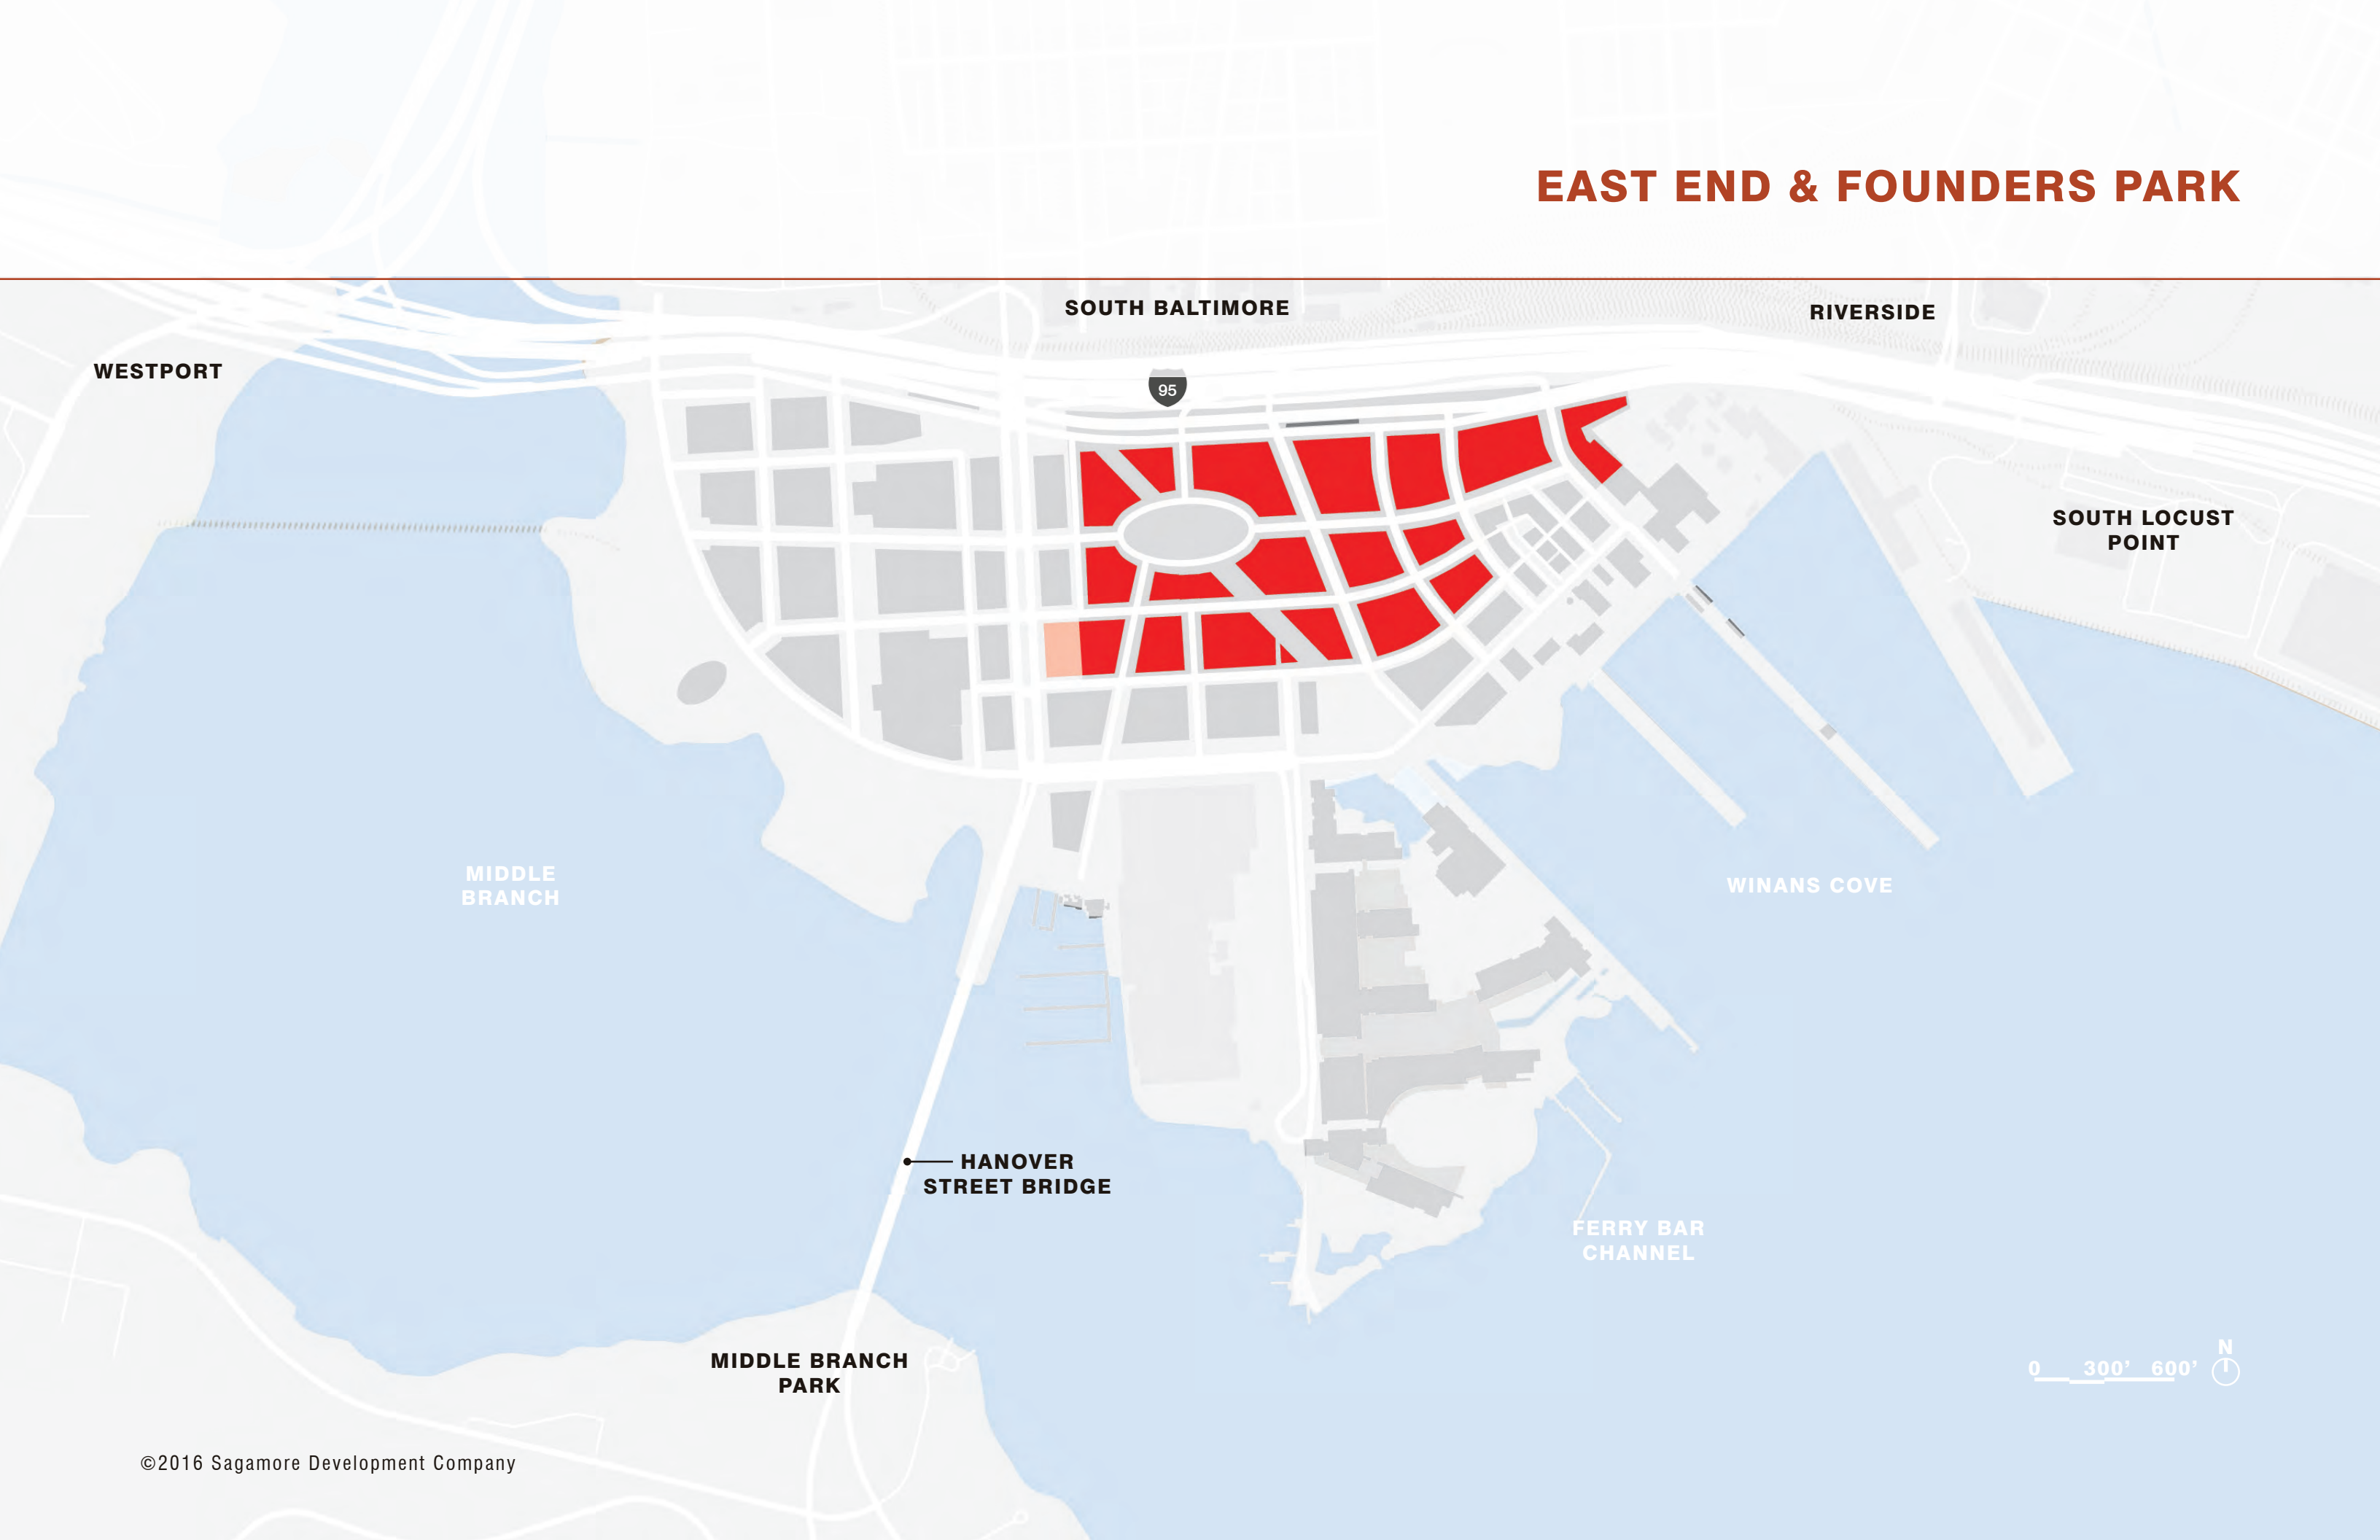 EAST END & FOUNDERS PARK
SOUTH BALTIMORE
RIVERSIDE
WESTPORT
95
SOUTH LOCUST
POINT
MIDDLE
BRANCH
WINANS COVE
HANOVER
STREET BRIDGE
FERRY BAR
CHANNEL
MIDDLE BRANCH
PARK
N
0 300’ 600’
©2016 Sagamore Development Company